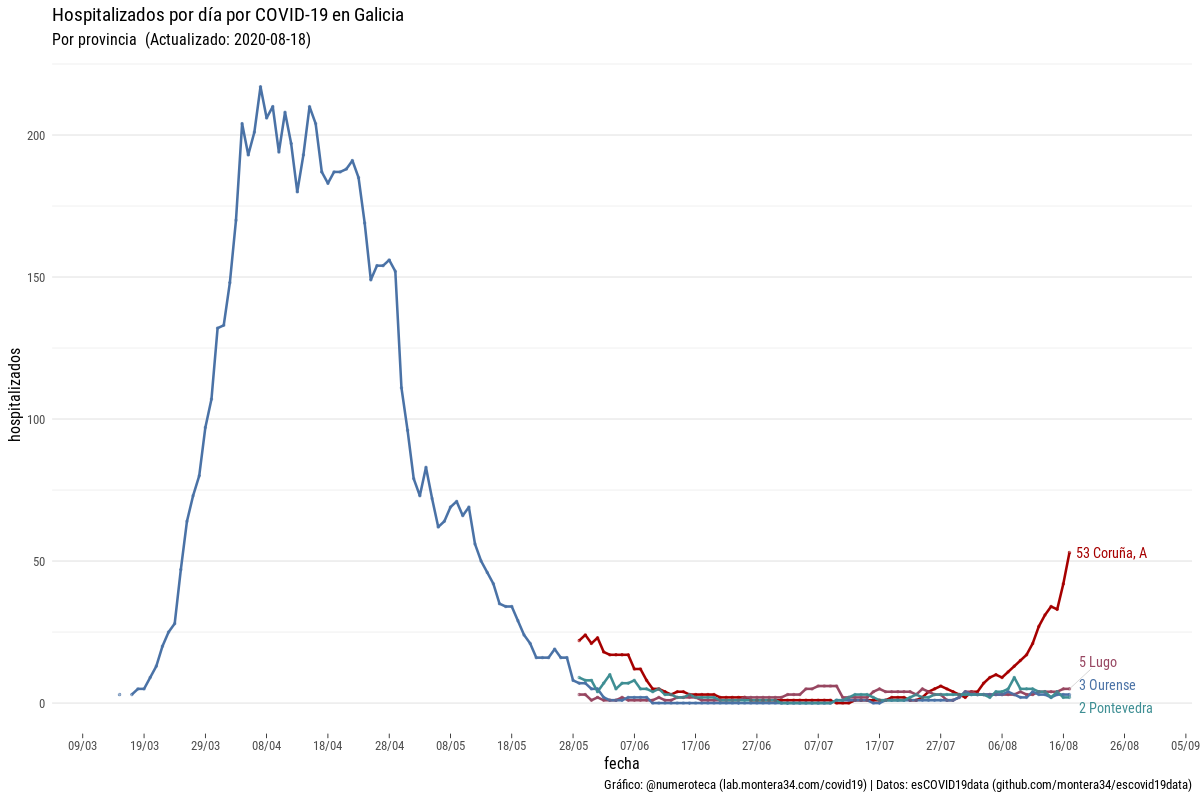 Hospitalizados por día por COVID-19 en Galicia
Por provincia  (Actualizado: 2020-08-18)
hospitalizados
200
150
100
50
0
53 Coruña, A
5 Lugo
3 Ourense
2 Pontevedra
09/03 19/03 29/03 08/04 18/04 28/04 08/05 18/05 28/05 07/06 17/06 27/06 07/07 17/07 27/07 06/08 16/08 26/08 05/09
fecha
Gráfico: @numeroteca (lab.montera34.com/covid19) | Datos: esCOVID19data (github.com/montera34/escovid19data)